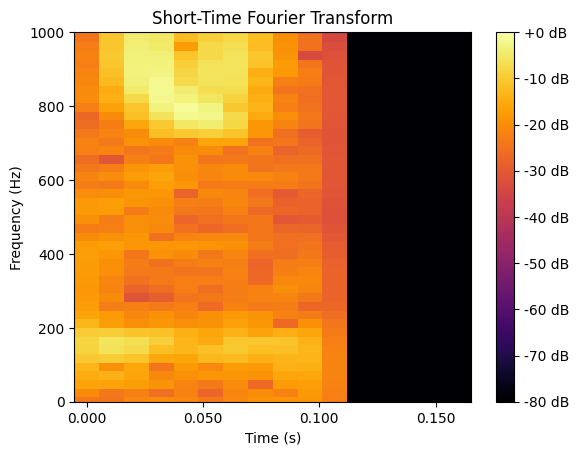 Short-Time Fourier Transform
1000
800
600
400
200
0
Frequency (Hz)
0.000
0.050
0.100
0.150
Time (s)
+0 dB
-10 dB
-20 dB
-30 dB
-40 dB
-50 dB
-60 dB
-70 dB
-80 dB